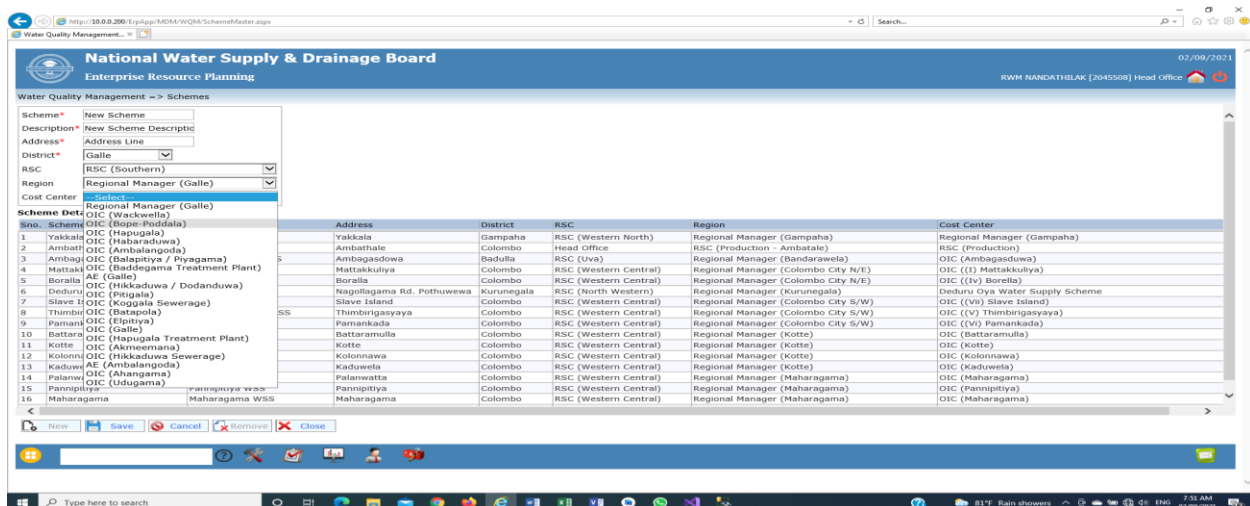 http://10.0.0.200/ErpApp/MDM/WQM/SchemeMaster.aspx Search...
Water Quality Management...
National Water Supply & Drainage Board 02/09/2021
Enterprise Resource Planning RWM NANDATHILAK [2045508] Head Office
Water Quality Management => Schemes
Scheme* New Scheme
Description* New Scheme Descriptio
Address* Address Line
District* Galle
RSC RSC (Southern)
Region Regional Manager (Galle)
Cost Center --Select--
Regional Manager (Galle)
OIC (Wackwella)
OIC (Bope-Poddala)
OIC (Hapugala)
OIC (Habaraduwa)
OIC (Ambalangoda)
OIC (Balapitiya / Piyagama)
OIC (Baddegama Treatment Plant)
AE (Galle)
OIC (Hikkaduwa / Dodanduwa)
OIC (Pitigala)
OIC (Koggala Sewerage)
OIC (Batapola)
OIC (Elpitiya)
OIC (Galle)
OIC (Hapugala Treatment Plant)
OIC (Akmeemana)
OIC (Hikkaduwa Sewerage)
AE (Ambalangoda)
OIC (Ahangama)
OIC (Udugama)
Scheme Deta
Sno. Scheme Address District RSC Region Cost Center
1 Yakkala Yakkala Gampaha RSC (Western North) Regional Manager (Gampaha) Regional Manager (Gampaha)
2 Ambath Ambathale Colombo Head Office RSC (Production - Ambatale) RSC (Production)
3 Ambaga S Ambagasdowa Badulla RSC (Uva) Regional Manager (Bandarawela) OIC (Ambagasduwa)
4 Mattakk Mattakkuliya Colombo RSC (Western Central) Regional Manager (Colombo City N/E) OIC ((I) Mattakkuliya)
5 Boralla Boralla Colombo RSC (Western Central) Regional Manager (Colombo City N/E) OIC ((Iv) Borella)
6 Deduru Nagollagama Rd. Pothuwewa Kurunegala RSC (North Western) Regional Manager (Kurunegala) Deduru Oya Water Supply Scheme
7 Slave Is Slave Island Colombo RSC (Western Central) Regional Manager (Colombo City S/W) OIC ((Vii) Slave Island)
8 Thimbir SS Thimbirigasyaya Colombo RSC (Western Central) Regional Manager (Colombo City S/W) OIC ((V) Thimbirigasyaya)
9 Pamank Pamankada Colombo RSC (Western Central) Regional Manager (Colombo City S/W) OIC ((Vi) Pamankada)
10 Battara Battaramulla Colombo RSC (Western Central) Regional Manager (Kotte) OIC (Battaramulla)
11 Kotte Kotte Colombo RSC (Western Central) Regional Manager (Kotte) OIC (Kotte)
12 Kolonna Kolonnawa Colombo RSC (Western Central) Regional Manager (Kotte) OIC (Kolonnawa)
13 Kaduwe Kaduwela Colombo RSC (Western Central) Regional Manager (Kotte) OIC (Kaduwela)
14 Palanwa Palanwatta Colombo RSC (Western Central) Regional Manager (Maharagama) OIC (Maharagama)
15 Pannipitiya Pannipitiya WSS Pannipitiya Colombo RSC (Western Central) Regional Manager (Maharagama) OIC (Pannipitiya)
16 Maharagama Maharagama WSS Maharagama Colombo RSC (Western Central) Regional Manager (Maharagama) OIC (Maharagama)
New Save Cancel Remove Close
Type here to search 81°F Rain showers ENG 7:51 AM